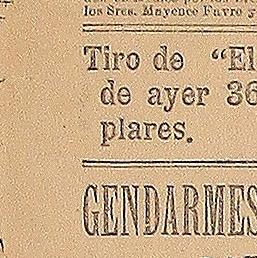 los Sres. Mayence Favre y
Tiro de "El
de ayer 36
plares.
GENDARMES